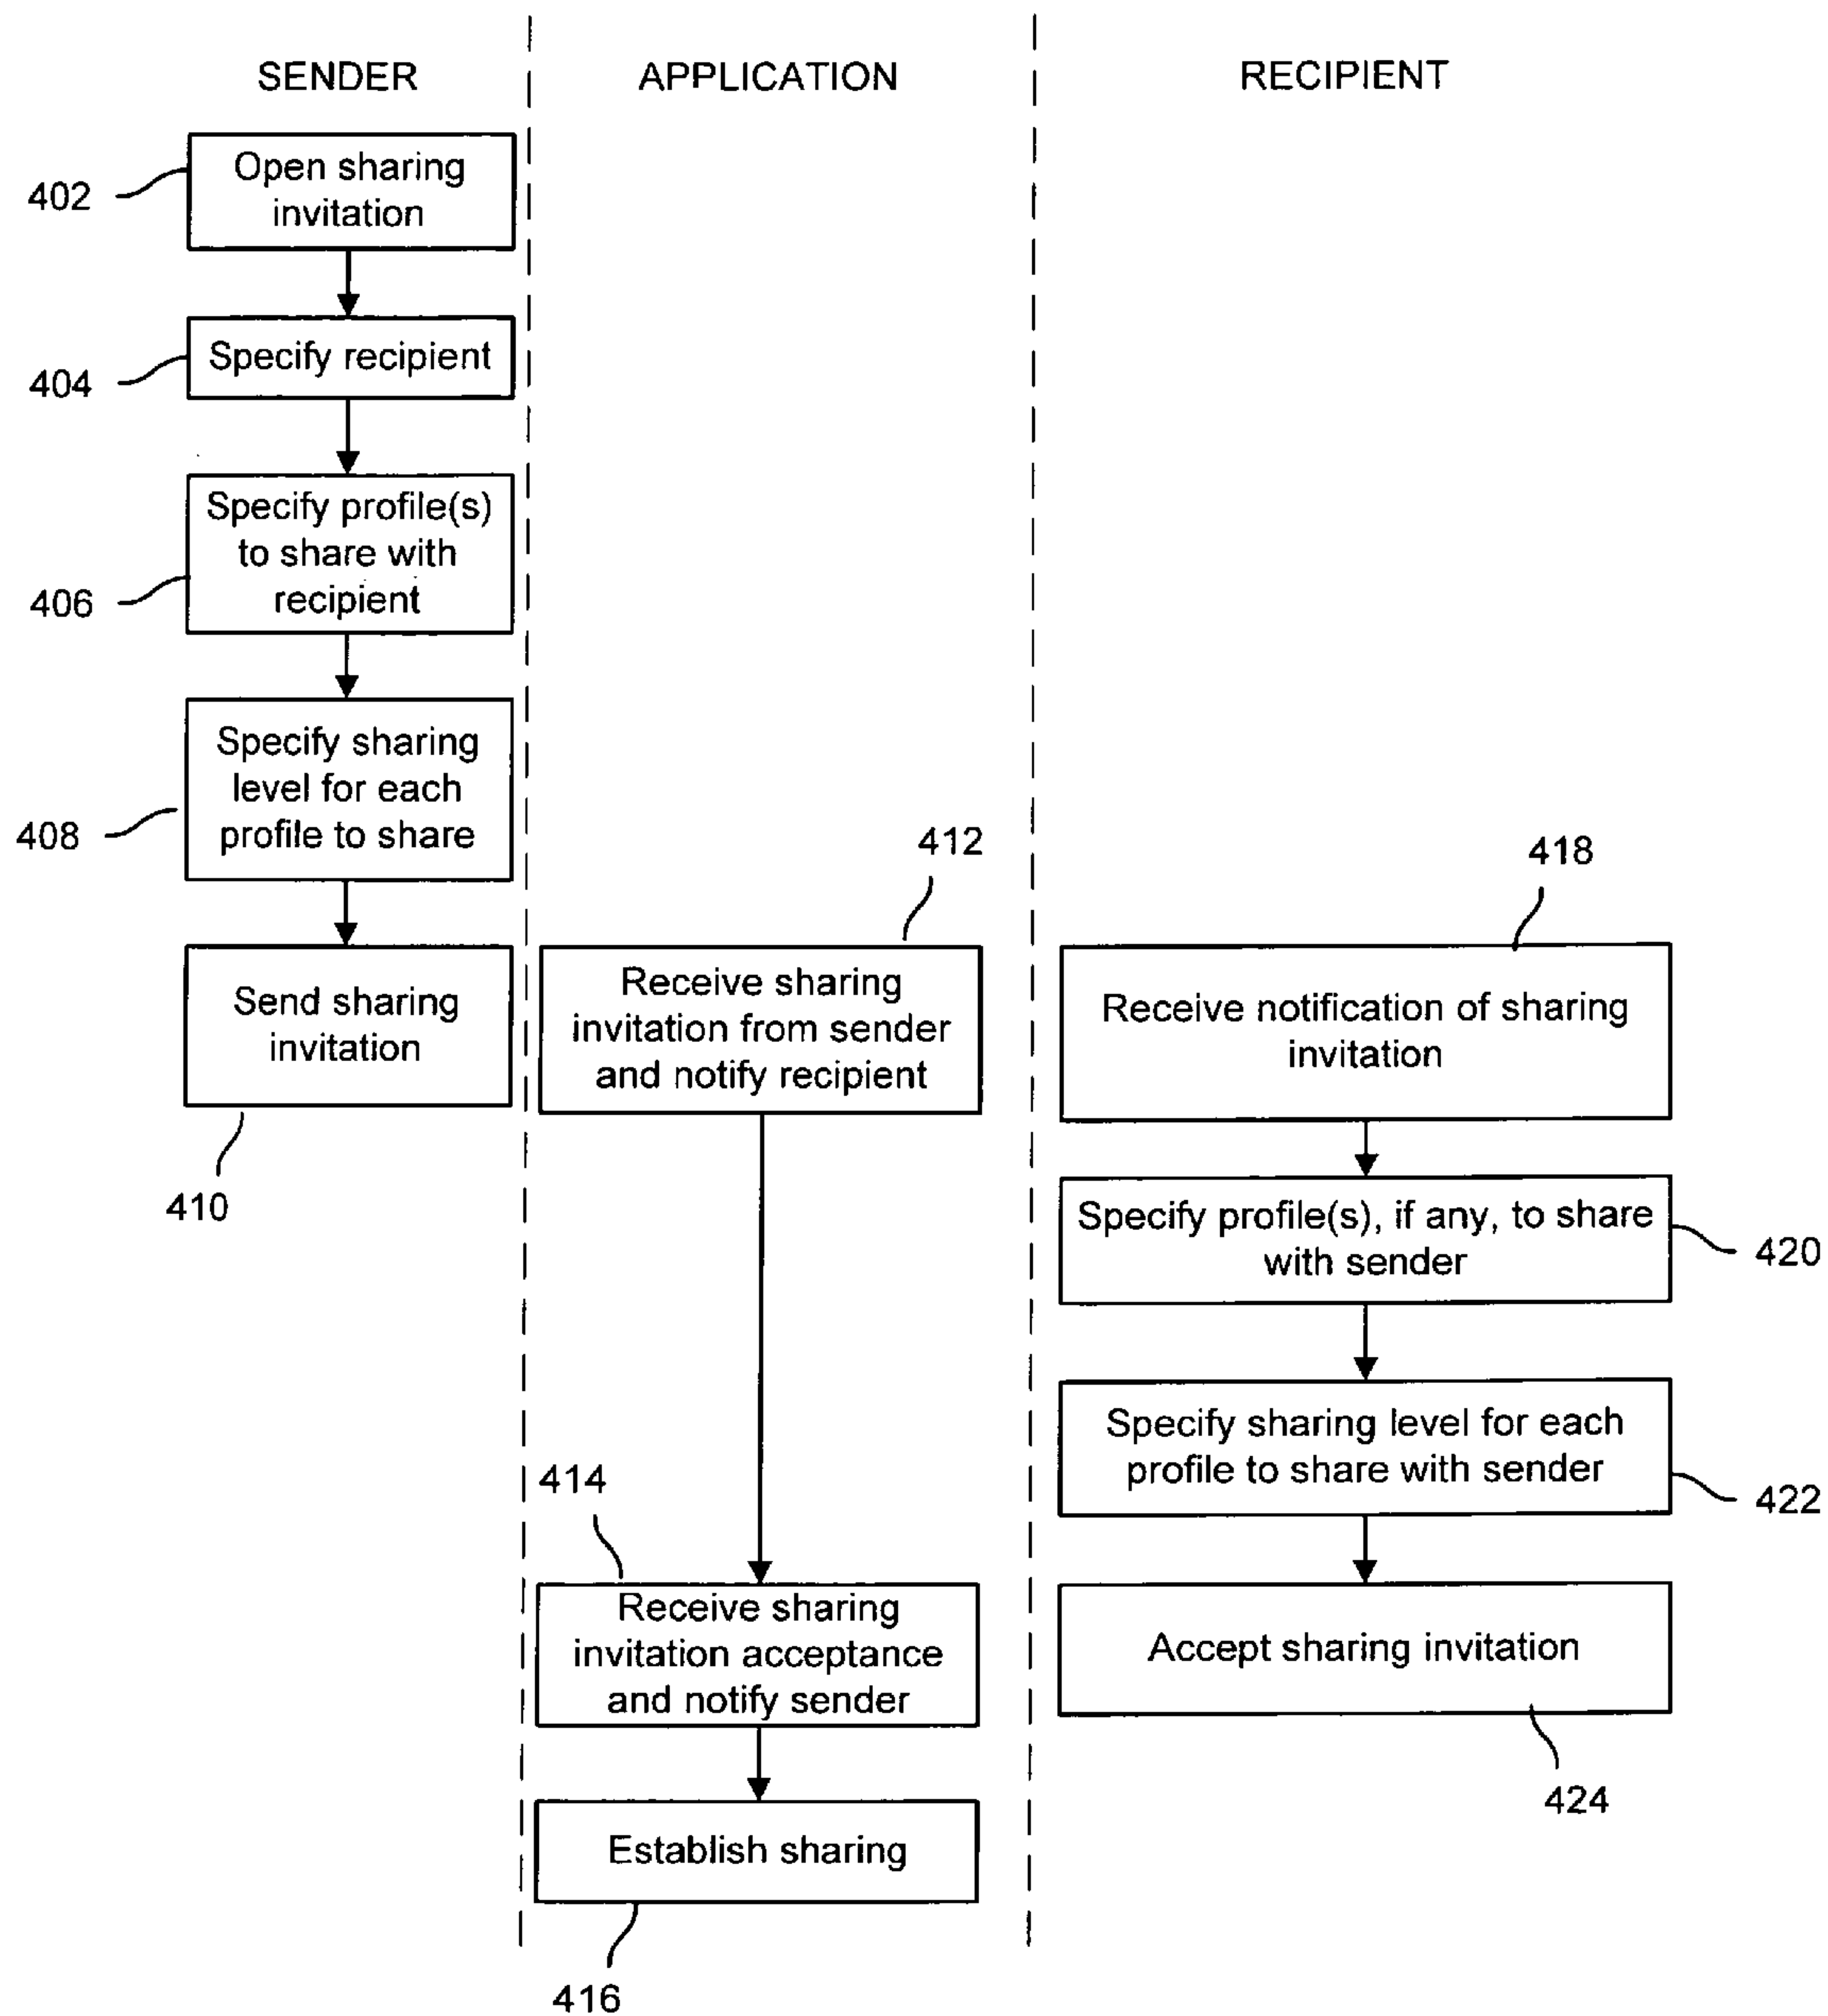 SENDER
APPLICATION
RECIPIENT
Open sharing
invitation
402
Specify recipient
404
Specify profile(s)
to share with
recipient
406
Specify sharing
level for each
profile to share
408
Send sharing
invitation
410
412
Receive sharing
invitation from sender
and notify recipient
414
Receive sharing
invitation acceptance
and notify sender
Establish sharing
416
418
Receive notification of sharing
invitation
Specify profile(s), if any, to share
with sender
420
Specify sharing level for each
profile to share with sender
422
Accept sharing invitation
424